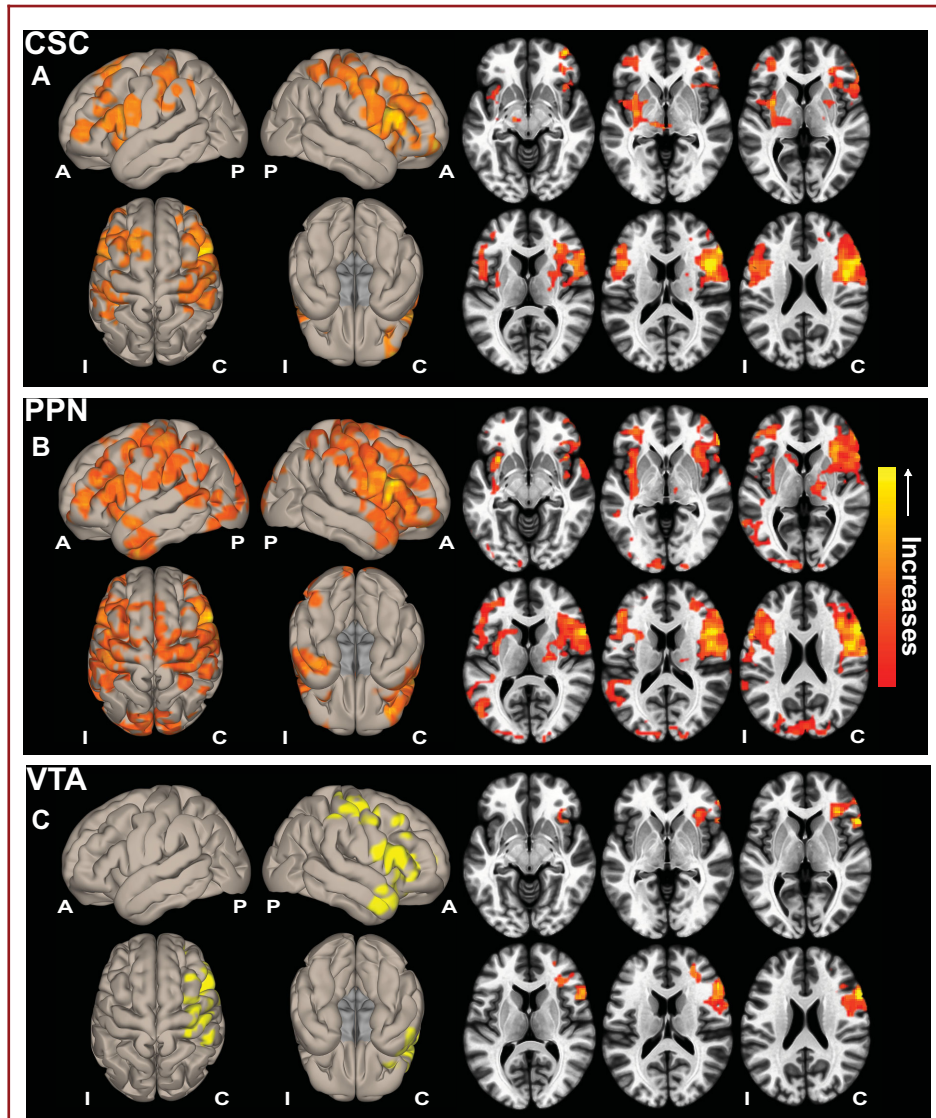 CSC
A
A P P A
I C I C
PPN
B
A P P A
Increases
I C I C
VTA
C
A P P A
I C I C